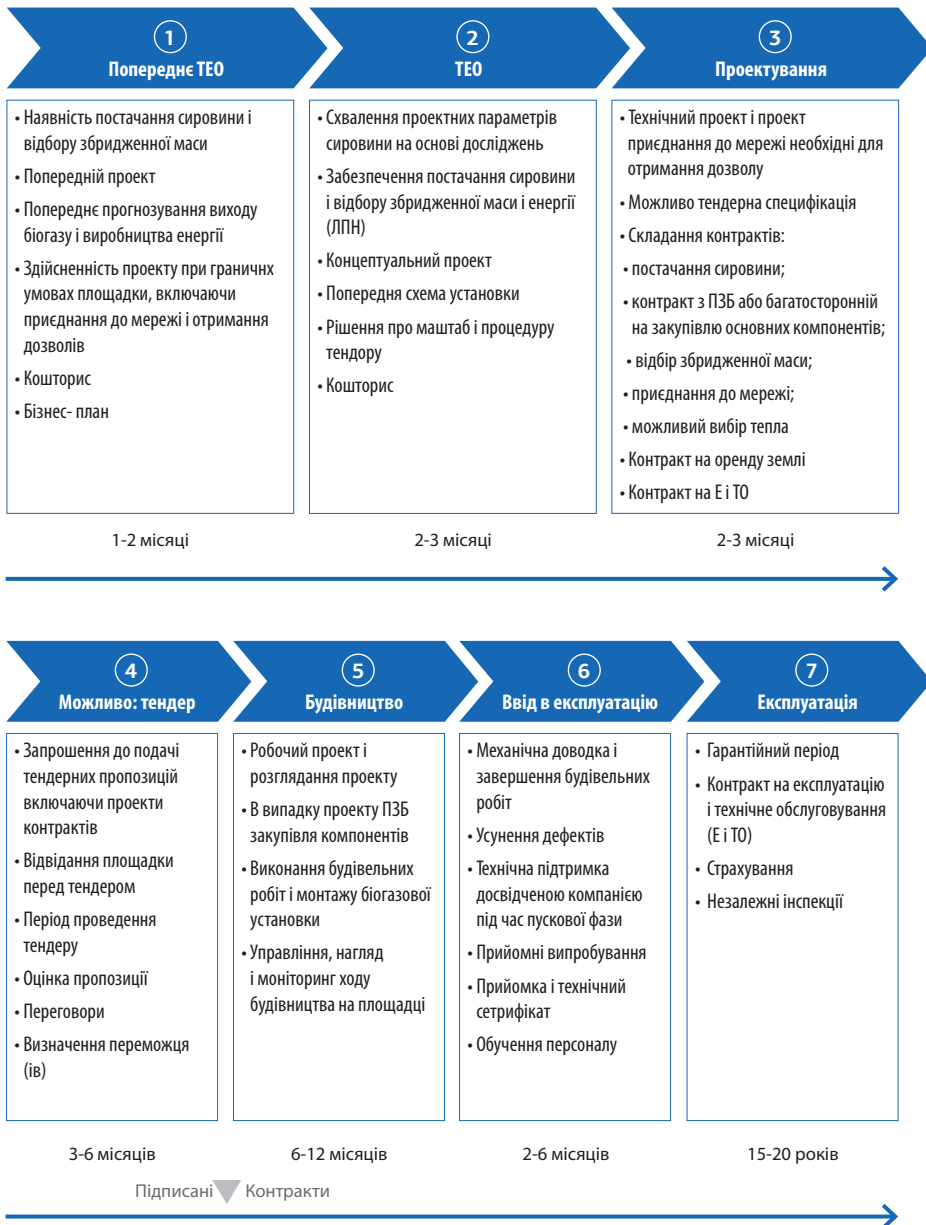 1
Попереднє ТЕО
• Наявність постачання сировини і
відбору збридженної маси
• Попередній проект
• Попереднє прогнозування виходу
біогазу і виробництва енергії
• Здійсненність проекту при граничнх
умовах площадки, включаючи
приєднання до мережі і отримання
дозволів
• Кошторис
• Бізнес- план
1-2 місяці
2
ТЕО
• Схвалення проектних параметрів
сировини на основі досліджень
• Забезпечення постачання сировини
і відбору збридженної маси і енергії
(ЛПН)
• Концептуальний проект
• Попередня схема установки
• Рішення про маштаб і процедуру
тендору
• Кошторис
2-3 місяці
3
Проектування
• Технічний проект і проект
приєднання до мережі необхідні для
отримання дозволу
• Можливо тендерна специфікація
• Складання контрактів:
• постачання сировини;
• контракт з ПЗБ або багатосторонній
на закупівлю основних компонентів;
• відбір збридженної маси;
• приєднання до мережі;
• можливий вибір тепла
• Контракт на оренду землі
• Контракт на Е і ТО
2-3 місяці
4
Можливо: тендер
• Запрошення до подачі
тендерних пропозицій
включаючи проекти
контрактів
• Відвідання площадки
перед тендером
• Період проведення
тендеру
• Оцінка пропозиції
• Переговори
• Визначення переможця
(ів)
3-6 місяців
5
Будівництво
• Робочий проект і
розглядання проекту
• В випадку проекту ПЗБ
закупівля компонентів
• Виконання будівельних
робіт і монтажу біогазової
установки
• Управління, нагляд
і моніторинг ходу
будівництва на площадці
6-12 місяців
6
Ввід в експлуатацію
• Механічна доводка і
завершення будівельних
робіт
• Усунення дефектів
• Технічна підтримка
досвідченою компанією
під час пускової фази
• Прийомні випробування
• Прийомка і технічний
сетрифікат
• Обучення персоналу
2-6 місяців
7
Експлуатація
• Гарантійний період
• Контракт на експлуатацію
і технічне обслуговування
(Е і ТО)
• Страхування
• Незалежні інспекції
15-20 років
Підписані Контракти